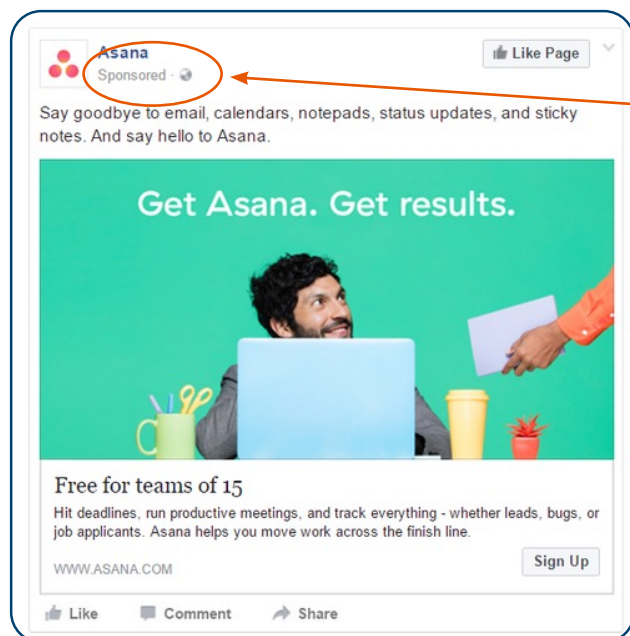 Asana
Sponsored ·
Like Page
Say goodbye to email, calendars, notepads, status updates, and sticky
notes. And say hello to Asana.
Get Asana. Get results.
Free for teams of 15
Hit deadlines, run productive meetings, and track everything - whether leads, bugs, or
job applicants. Asana helps you move work across the finish line.
WWW.ASANA.COM
Sign Up
Like Comment Share